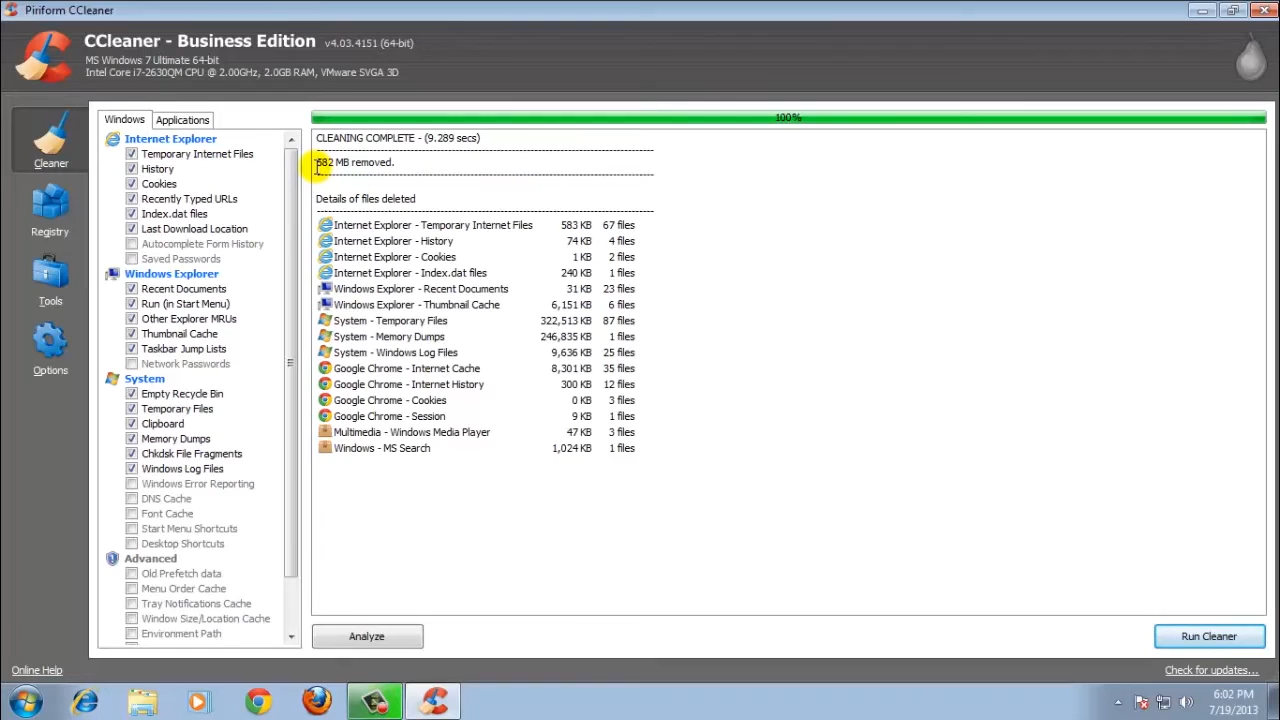 Piriform CCleaner
CCleaner - Business Edition v4.03.4151 (64-bit)
MS Windows 7 Ultimate 64-bit
Intel Core i7-2630QM CPU @ 2.00GHz, 2.0GB RAM, VMware SVGA 3D
Cleaner
Registry
Tools
Options
Windows Applications
Internet Explorer
Temporary Internet Files
History
Cookies
Recently Typed URLs
Index.dat files
Last Download Location
Autocomplete Form History
Saved Passwords
Windows Explorer
Recent Documents
Run (in Start Menu)
Other Explorer MRUs
Thumbnail Cache
Taskbar Jump Lists
Network Passwords
System
Empty Recycle Bin
Temporary Files
Clipboard
Memory Dumps
Chkdsk File Fragments
Windows Log Files
Windows Error Reporting
DNS Cache
Font Cache
Start Menu Shortcuts
Desktop Shortcuts
Advanced
Old Prefetch data
Menu Order Cache
Tray Notifications Cache
Window Size/Location Cache
Environment Path
100%
CLEANING COMPLETE - (9.289 secs)
582 MB removed.
Details of files deleted
Internet Explorer - Temporary Internet Files 583 KB 67 files
Internet Explorer - History 74 KB 4 files
Internet Explorer - Cookies 1 KB 2 files
Internet Explorer - Index.dat files 240 KB 1 files
Windows Explorer - Recent Documents 31 KB 23 files
Windows Explorer - Thumbnail Cache 6,151 KB 6 files
System - Temporary Files 322,513 KB 87 files
System - Memory Dumps 246,835 KB 1 files
System - Windows Log Files 9,636 KB 25 files
Google Chrome - Internet Cache 8,301 KB 35 files
Google Chrome - Internet History 300 KB 12 files
Google Chrome - Cookies 0 KB 3 files
Google Chrome - Session 9 KB 1 files
Multimedia - Windows Media Player 47 KB 3 files
Windows - MS Search 1,024 KB 1 files
Analyze
Run Cleaner
Online Help
Check for updates...
6:02 PM
7/19/2013